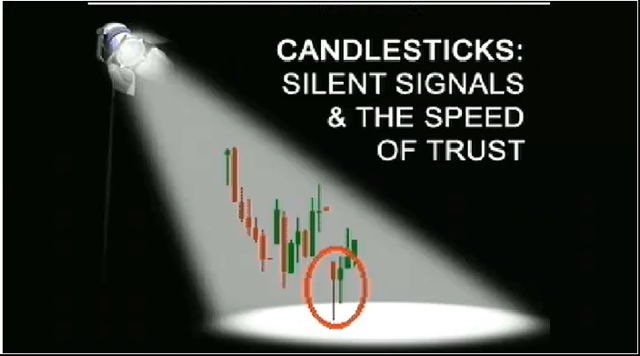 CANDLESTICKS:
SILENT SIGNALS
& THE SPEED
OF TRUST